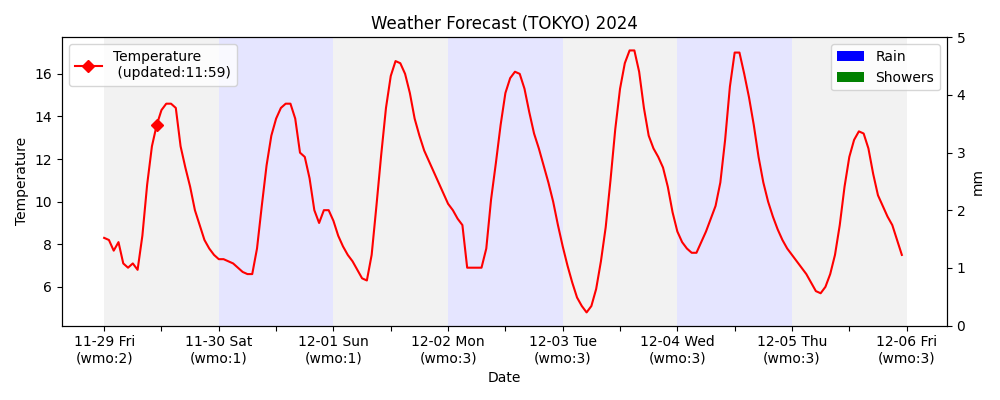 Weather Forecast (TOKYO) 2024
Temperature
(updated:11:59)
Rain
Showers
Temperature
16
14
12
10
8
6
5
4
3
2
1
0
mm
11-29 Fri
(wmo:2)
11-30 Sat
(wmo:1)
12-01 Sun
(wmo:1)
12-02 Mon
(wmo:3)
12-03 Tue
(wmo:3)
12-04 Wed
(wmo:3)
12-05 Thu
(wmo:3)
12-06 Fri
(wmo:3)
Date